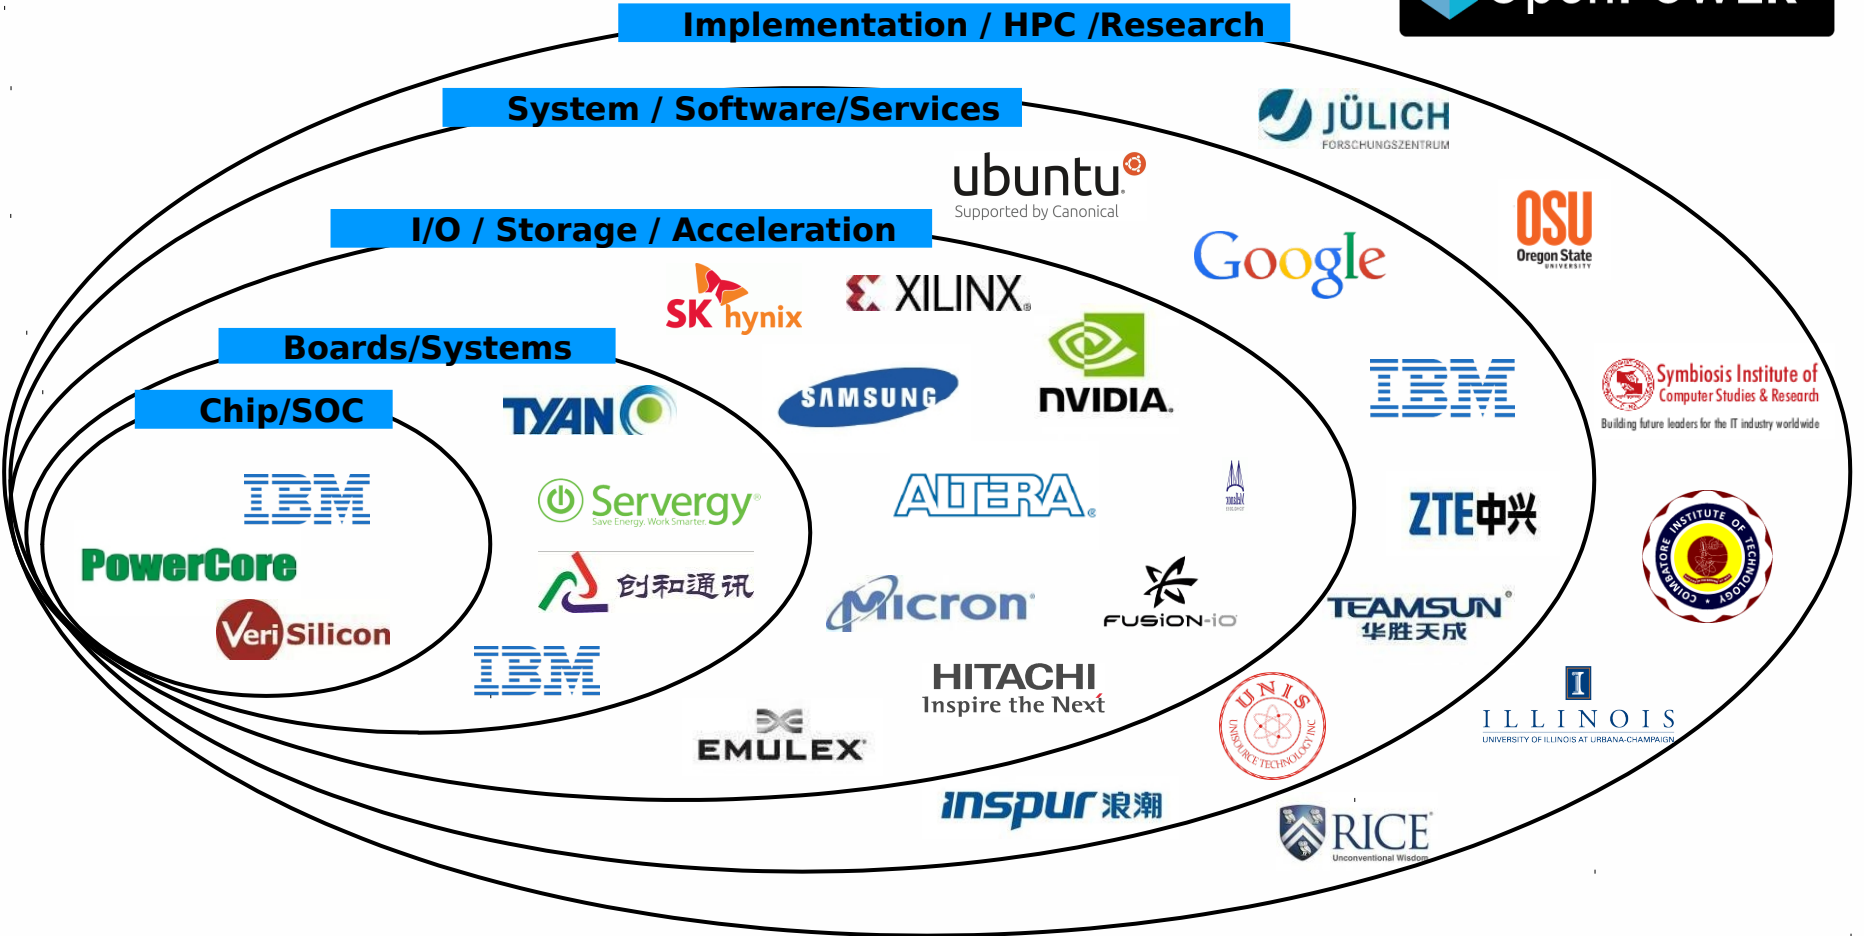 Implementation / HPC /Research
System / Software/Services
JÜLICH
FORSCHUNGSZENTRUM
ubuntu
Supported by Canonical
OSU
Oregon State
UNIVERSITY
I/O / Storage / Acceleration
Google
SK hynix
XILINX
NVIDIA
Boards/Systems
Chip/SOC
TYAN
SAMSUNG
IBM
Symbiosis Institute of
Computer Studies & Research
Building future leaders for the IT industry worldwide
IBM
Servergy
Save Energy. Work Smarter.
ALTERA
ZTE中兴
COIMBATORE INSTITUTE OF TECHNOLOGY
PowerCore
创和通讯
Micron
FUSiON-iO
TEAMSUN
华胜天成
VeriSilicon
IBM
HITACHI
Inspire the Next
UNIS
UNISOURCE TECHNOLOGY INC
I
ILLINOIS
UNIVERSITY OF ILLINOIS AT URBANA-CHAMPAIGN
EMULEX
inspur 浪潮
RICE
Unconventional Wisdom